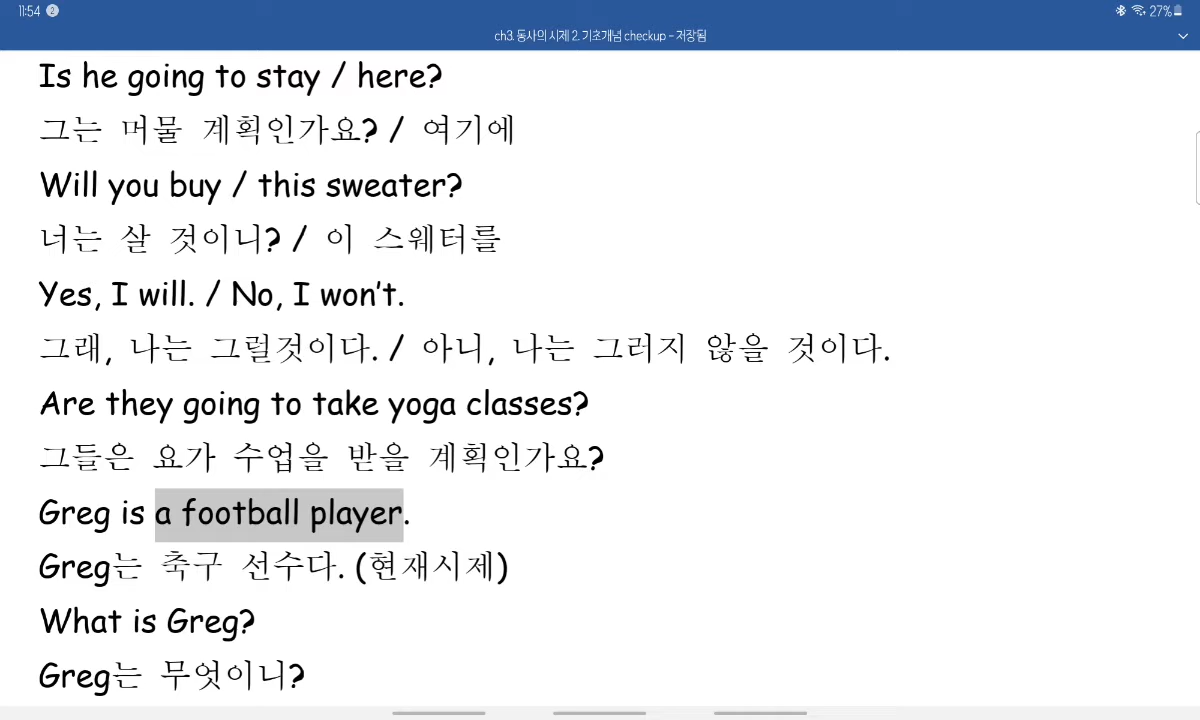 11:54 2 27%
ch3. 동사의 시제 2. 기초개념 checkup - 저장됨
Is he going to stay / here?
그는 머물 계획인가요? / 여기에
Will you buy / this sweater?
너는 살 것이니? / 이 스웨터를
Yes, I will. / No, I won't.
그래, 나는 그럴것이다. / 아니, 나는 그러지 않을 것이다.
Are they going to take yoga classes?
그들은 요가 수업을 받을 계획인가요?
Greg is a football player.
Greg는 축구 선수다. (현재시제)
What is Greg?
Greg는 무엇이니?